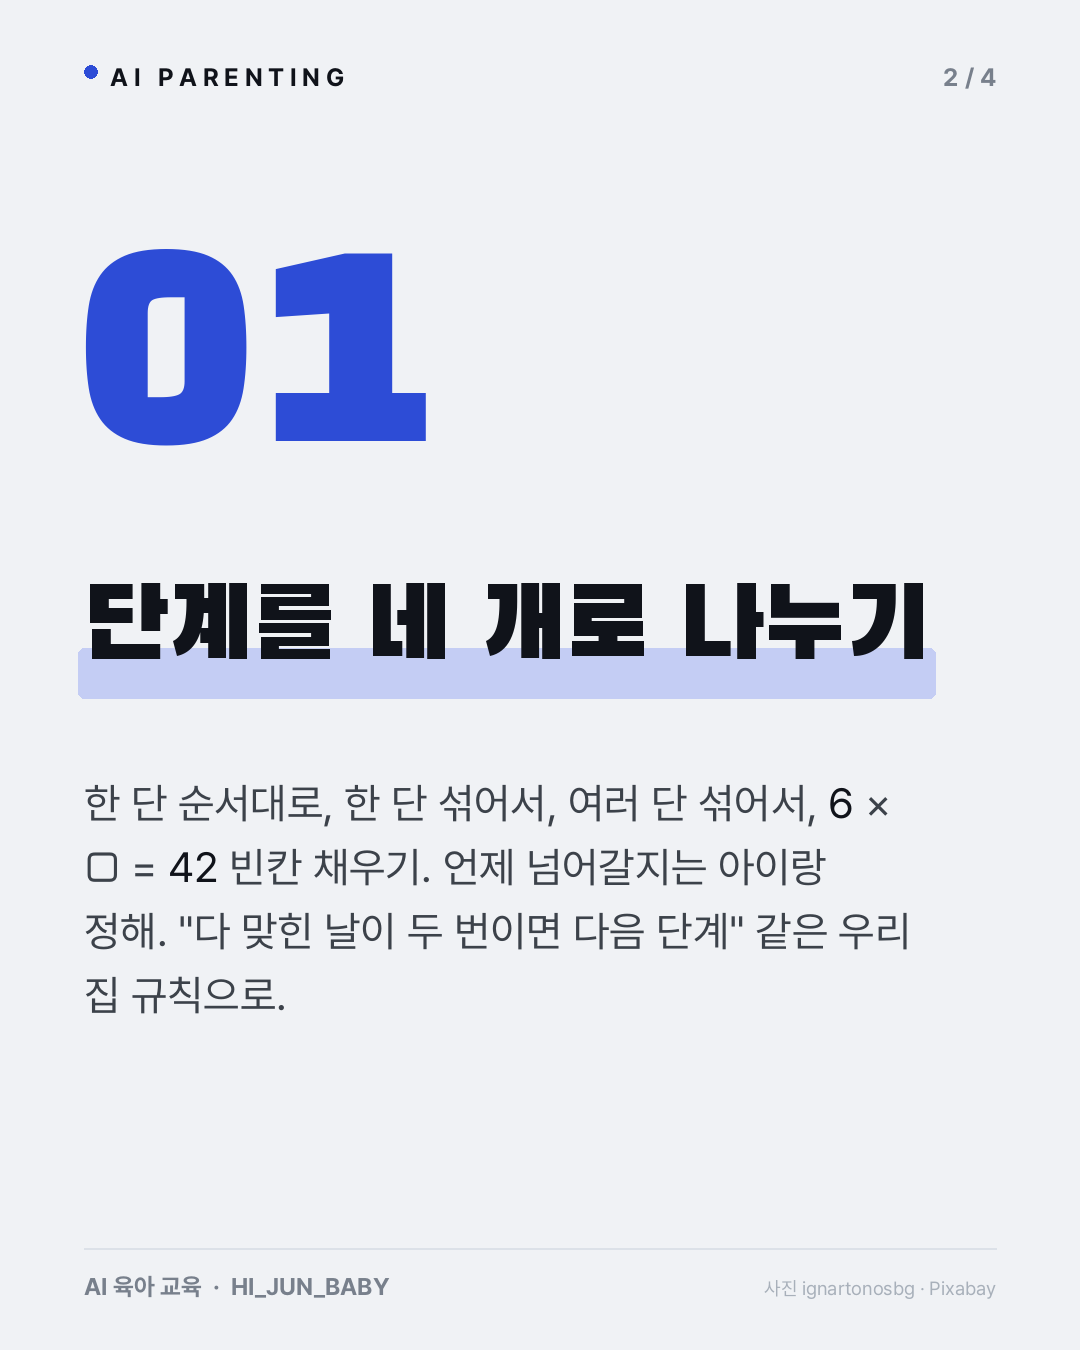 AI PARENTING
2 / 4
01
단계를 네 개로 나누기
한 단 순서대로, 한 단 섞어서, 여러 단 섞어서, 6 ×
▢ = 42 빈칸 채우기. 언제 넘어갈지는 아이랑
정해. "다 맞힌 날이 두 번이면 다음 단계" 같은 우리
집 규칙으로.
AI 육아 교육 · HI_JUN_BABY
사진 ignartonosbg · Pixabay